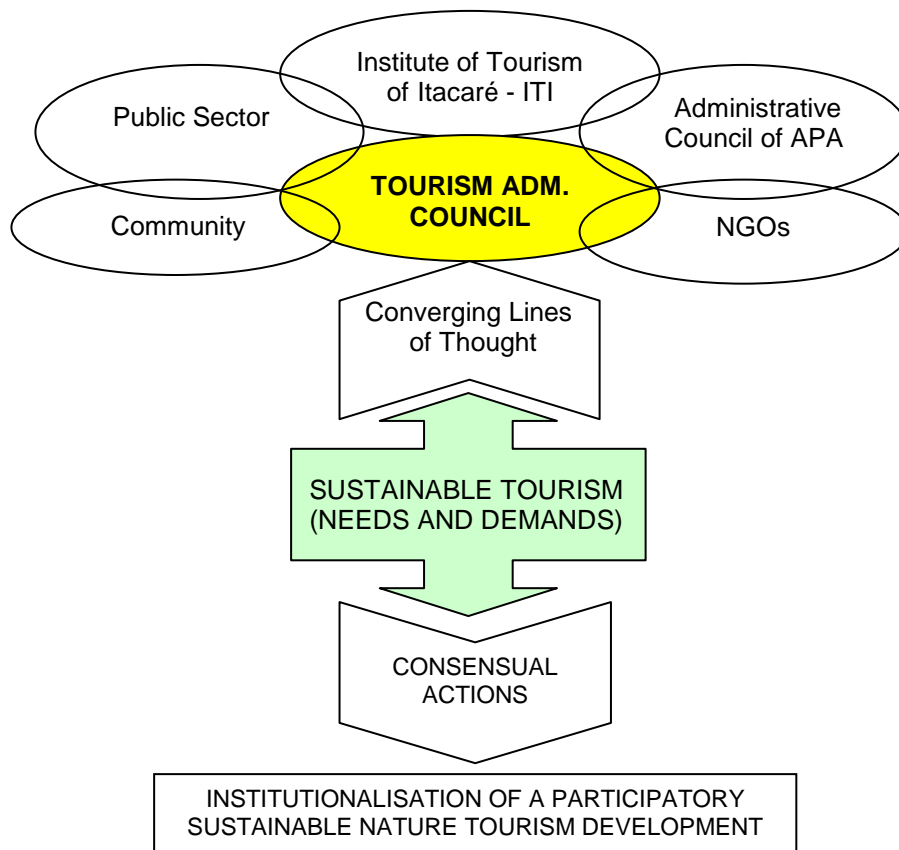 Institute of Tourism
of Itacaré - ITI
Public Sector
Administrative
Council of APA
TOURISM ADM.
COUNCIL
Community
NGOs
Converging Lines
of Thought
SUSTAINABLE TOURISM
(NEEDS AND DEMANDS)
CONSENSUAL
ACTIONS
INSTITUTIONALISATION OF A PARTICIPATORY
SUSTAINABLE NATURE TOURISM DEVELOPMENT